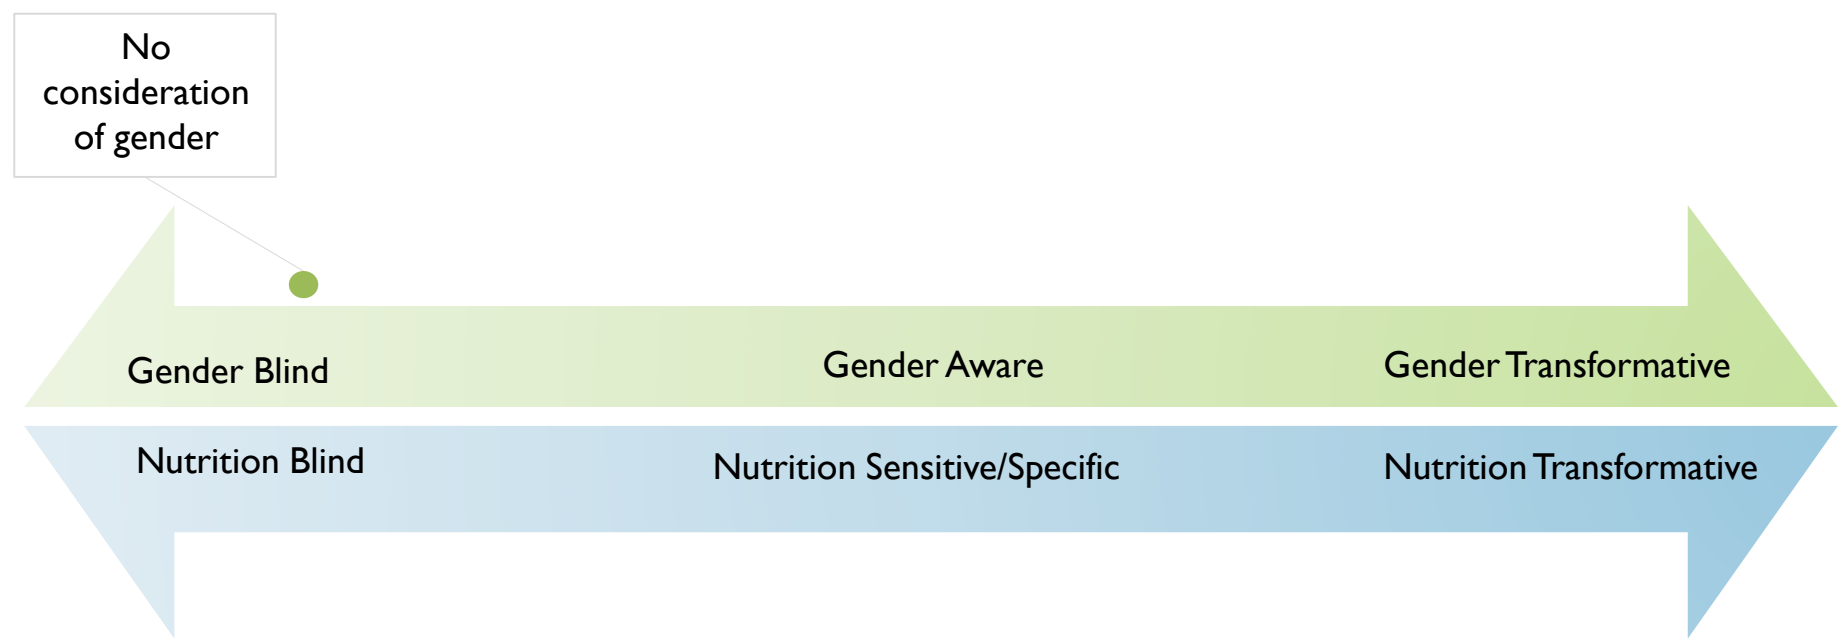 No
consideration
of gender
Gender Blind
Gender Aware
Gender Transformative
Nutrition Blind
Nutrition Sensitive/Specific
Nutrition Transformative